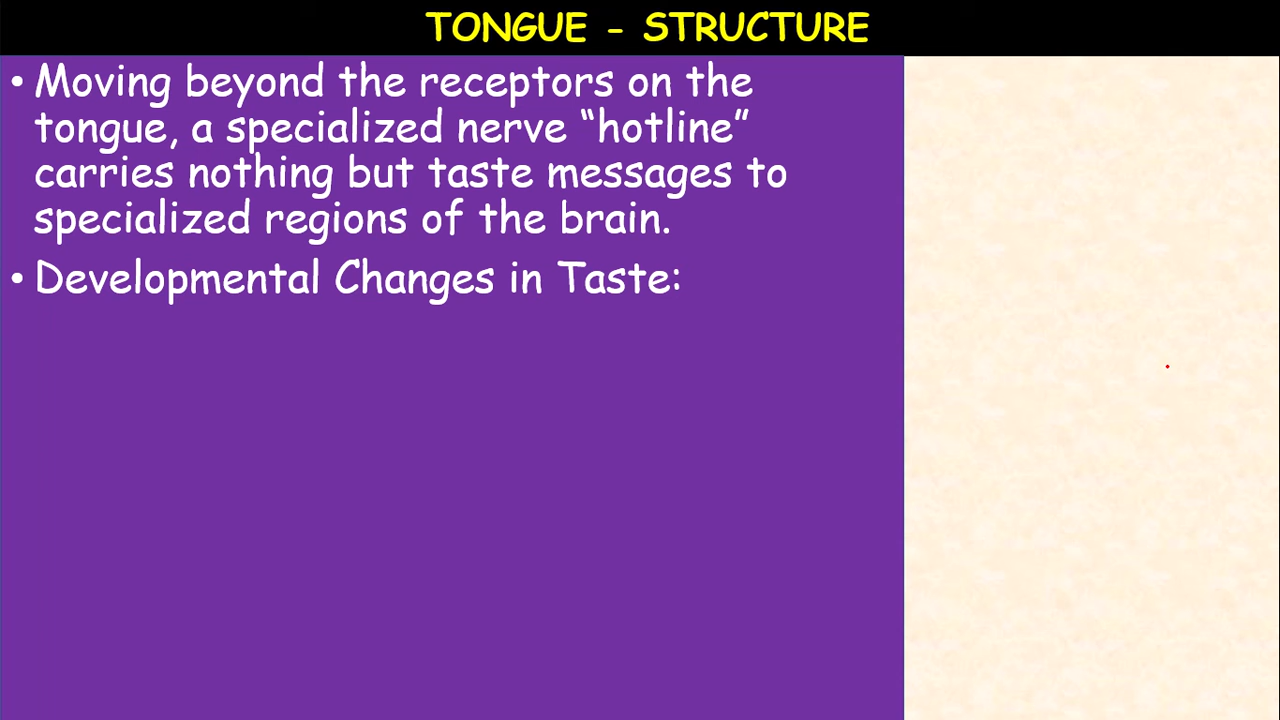 TONGUE - STRUCTURE
• Moving beyond the receptors on the
tongue, a specialized nerve “hotline”
carries nothing but taste messages to
specialized regions of the brain.
• Developmental Changes in Taste: